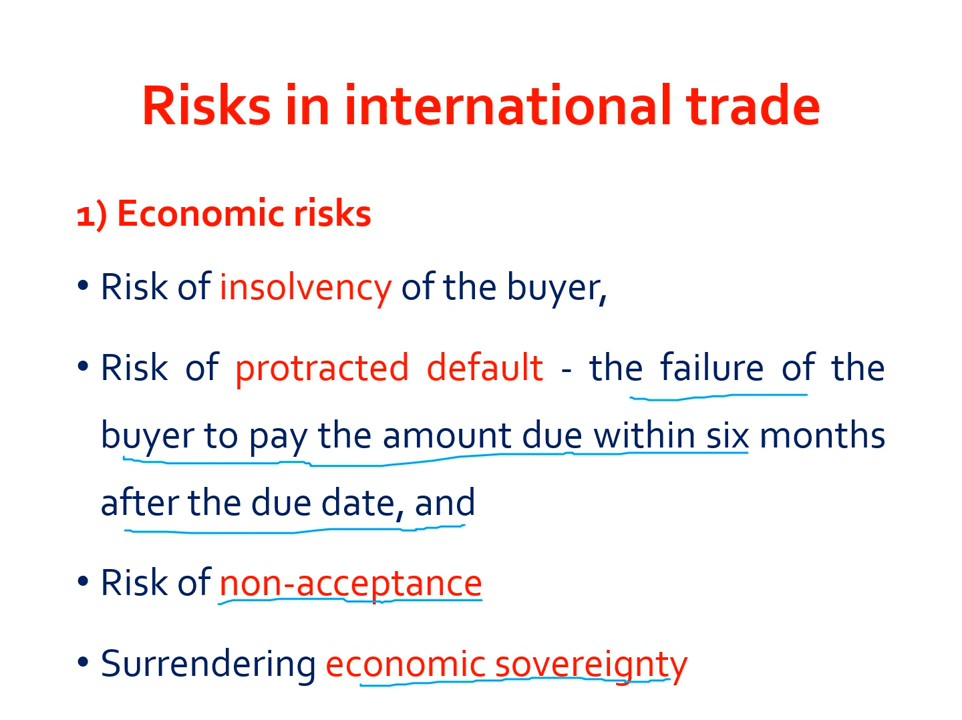 Risks in international trade
1) Economic risks
• Risk of insolvency of the buyer,
• Risk of protracted default - the failure of the
buyer to pay the amount due within six months
after the due date, and
• Risk of non-acceptance
• Surrendering economic sovereignty